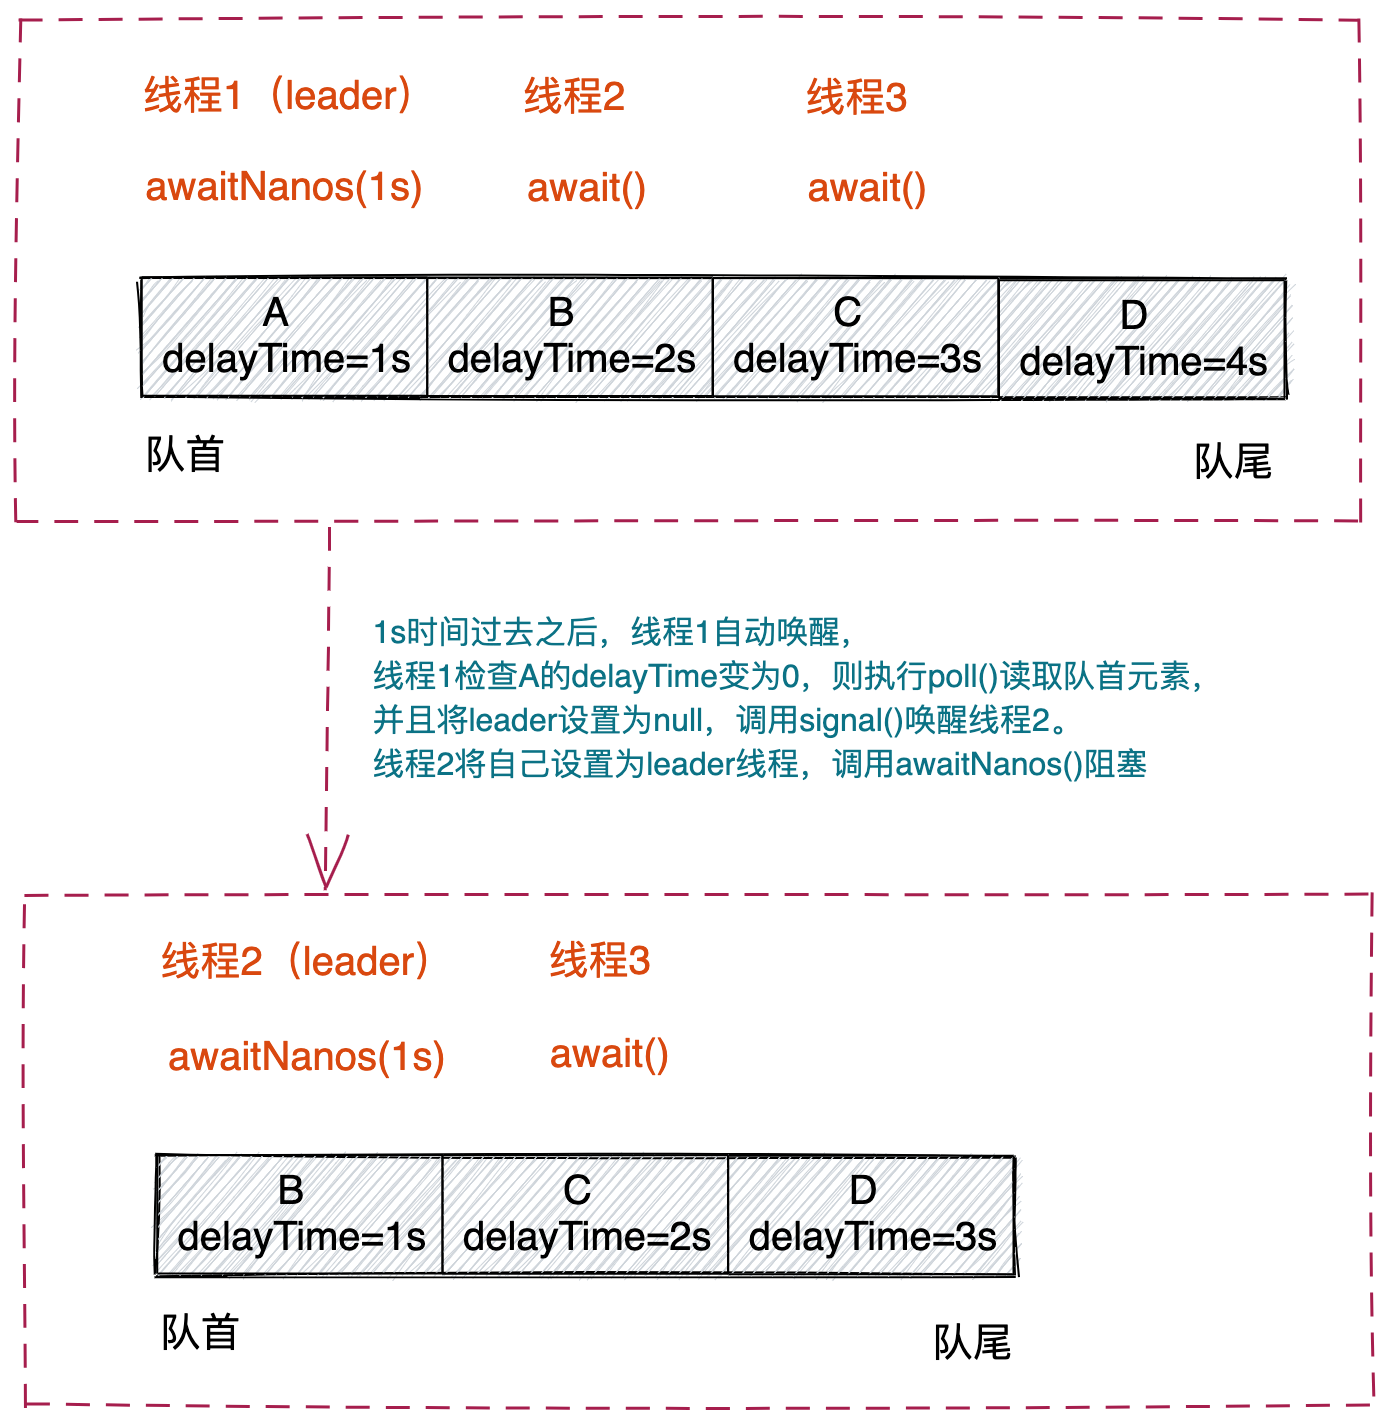 线程1（leader） 线程2 线程3
awaitNanos(1s) await() await()
A B C D
delayTime=1s delayTime=2s delayTime=3s delayTime=4s
队首 队尾
1s时间过去之后，线程1自动唤醒，
线程1检查A的delayTime变为0，则执行poll()读取队首元素，
并且将leader设置为null，调用signal()唤醒线程2。
线程2将自己设置为leader线程，调用awaitNanos()阻塞
线程2（leader） 线程3
awaitNanos(1s) await()
B C D
delayTime=1s delayTime=2s delayTime=3s
队首 队尾